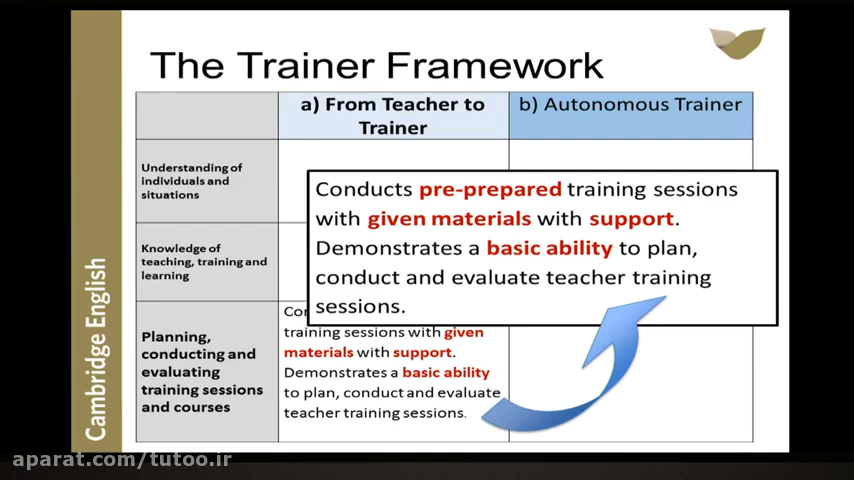 The Trainer Framework
a) From Teacher to
Trainer
b) Autonomous Trainer
Understanding of
individuals and
situations
Knowledge of
teaching, training and
learning
Planning,
conducting and
evaluating
training sessions
and courses
Conducts pre-prepared training sessions
with given materials with support.
Demonstrates a basic ability to plan,
conduct and evaluate teacher training
sessions.
training sessions with given
materials with support.
Demonstrates a basic ability
to plan, conduct and evaluate
teacher training sessions.
Cambridge English
aparat.com/tutoo.ir